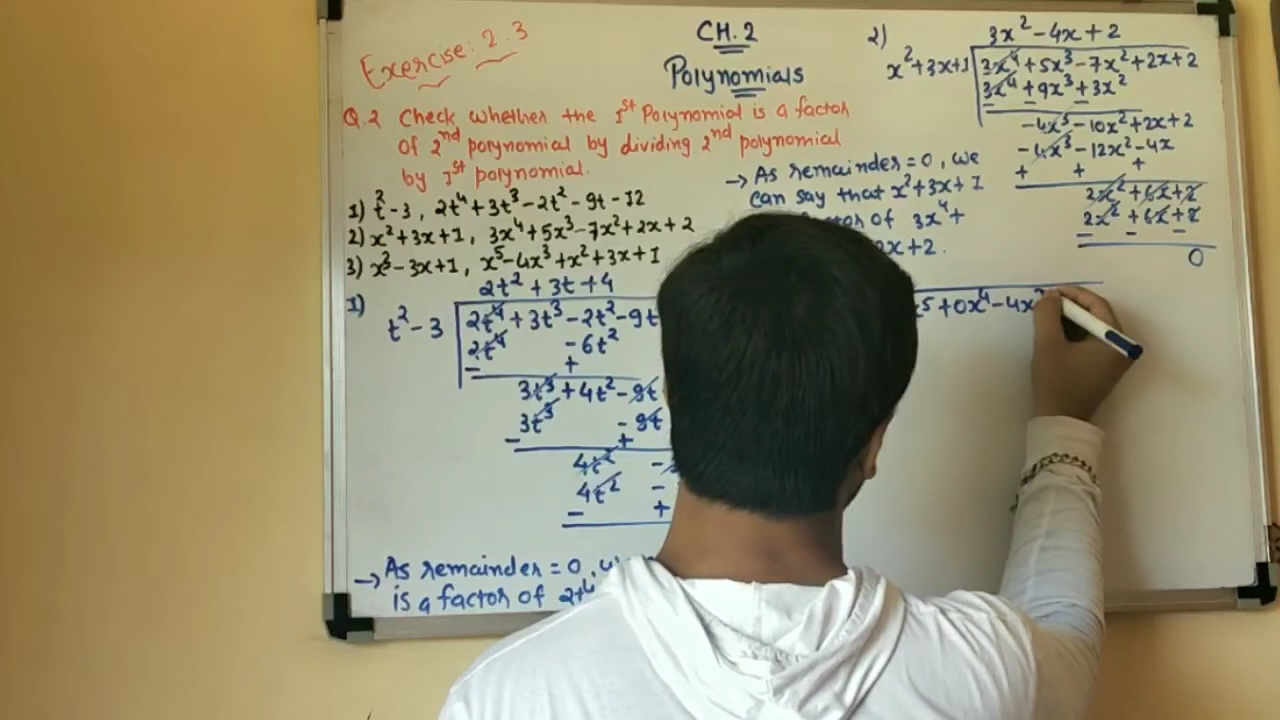 Exercise: 2.3
CH. 2
Polynomials
Q.2 Check whether the 1st Polynomial is a factor
of 2nd polynomial by dividing 2nd polynomial
by 1st polynomial.
1) t²-3, 2t⁴+3t³-2t²-9t-12
2) x²+3x+1, 3x⁴+5x³-7x²+2x+2
3) x³-3x+1, x⁵-4x³+x²+3x+1
1)
2t²+3t+4
t²-3 2t⁴+3t³-2t²-9t
2t⁴ -6t²
- +
3t³+4t²-9t
3t³ -9t
- +
4t² -
4t² -
- +
→ As remainder = 0,
is a factor of 2t⁴
2)
3x²-4x+2
x²+3x+1 3x⁴+5x³-7x²+2x+2
3x⁴+9x³+3x²
- - -
-4x³-10x²+2x+2
-4x³-12x²-4x
+ + +
2x²+6x+2
2x²+6x+2
- - -
0
→ As remainder = 0, we
can say that x²+3x+1
of 3x⁴+
2x+2.
x⁵+0x⁴-4x³